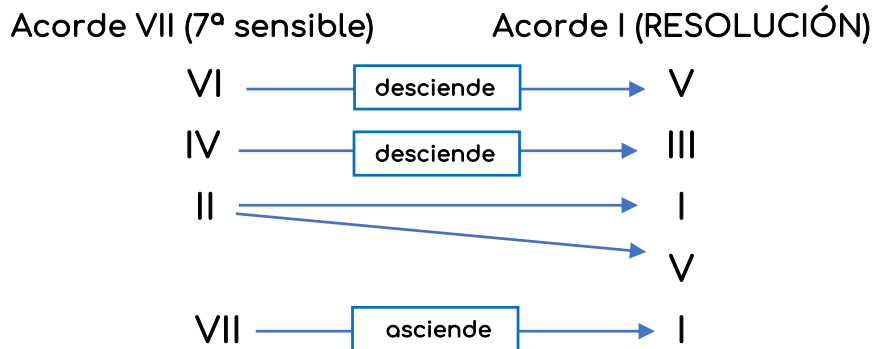 Acorde VII (7ª sensible) Acorde I (RESOLUCIÓN)
VI desciende V
IV desciende III
II I
V
VII asciende I